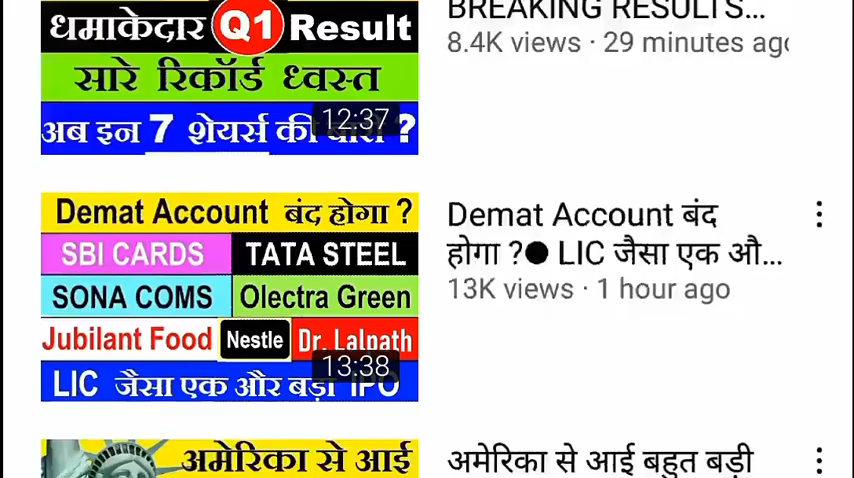 धमाकेदार Q1 Result
BREAKING RESULTS...
8.4K views · 29 minutes ago
सारे रिकॉर्ड ध्वस्त
अब इन 7 शेयर्स की बारी ?
12:37
Demat Account बंद होगा ?
SBI CARDS TATA STEEL
SONA COMS Olectra Green
Jubilant Food Nestle Dr. Lalpath
LIC जैसा एक और बड़ा IPO
13:38
Demat Account बंद
होगा ?● LIC जैसा एक औ...
13K views · 1 hour ago
अमेरिका से आई
अमेरिका से आई बहुत बड़ी